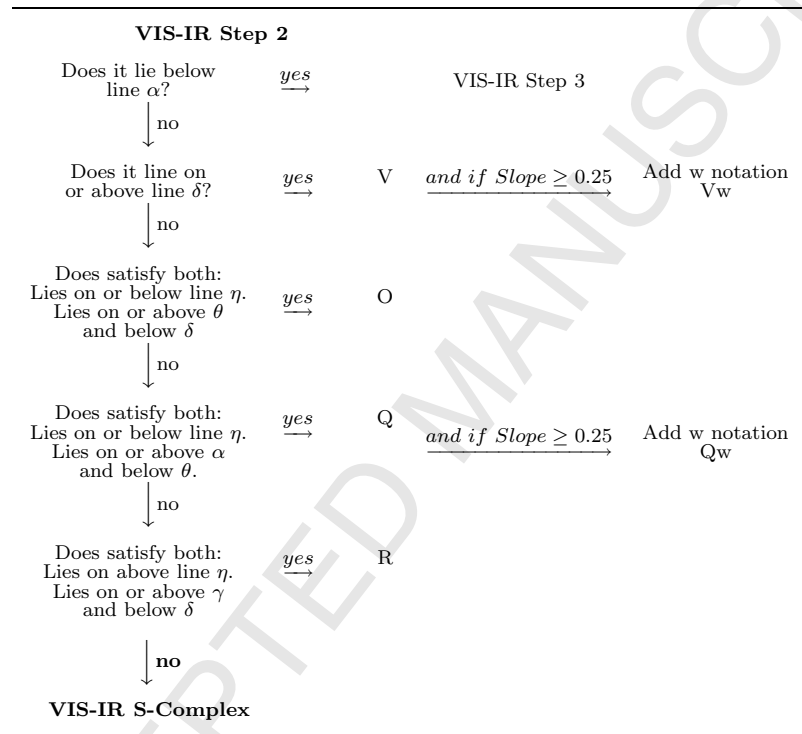 VIS-IR Step 2
Does it lie below
line α?
yes
→
VIS-IR Step 3
no
Does it line on
or above line δ?
yes
→
V
and if Slope ≥ 0.25
Add w notation
Vw
no
Does satisfy both:
Lies on or below line η.
Lies on or above θ
and below δ
yes
→
O
no
Does satisfy both:
Lies on or below line η.
Lies on or above α
and below θ.
yes
→
Q
and if Slope ≥ 0.25
Add w notation
Qw
no
Does satisfy both:
Lies on above line η.
Lies on or above γ
and below δ
yes
→
R
no
VIS-IR S-Complex
PTED MANUSC